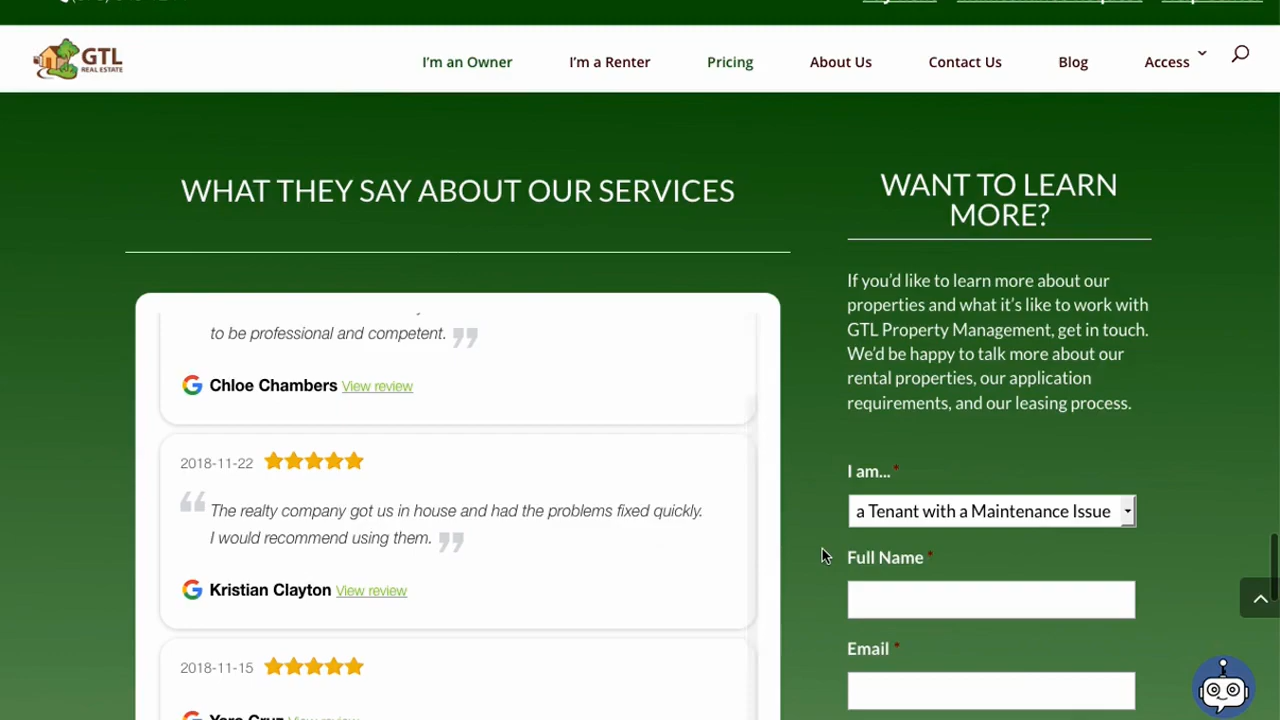 GTL
REAL ESTATE
I'm an Owner
I'm a Renter
Pricing
About Us
Contact Us
Blog
Access
WHAT THEY SAY ABOUT OUR SERVICES
to be professional and competent.
Chloe Chambers View review
2018-11-22
The realty company got us in house and had the problems fixed quickly.
I would recommend using them.
Kristian Clayton View review
2018-11-15
WANT TO LEARN
MORE?
If you'd like to learn more about our
properties and what it's like to work with
GTL Property Management, get in touch.
We'd be happy to talk more about our
rental properties, our application
requirements, and our leasing process.
I am... *
a Tenant with a Maintenance Issue
Full Name *
Email *